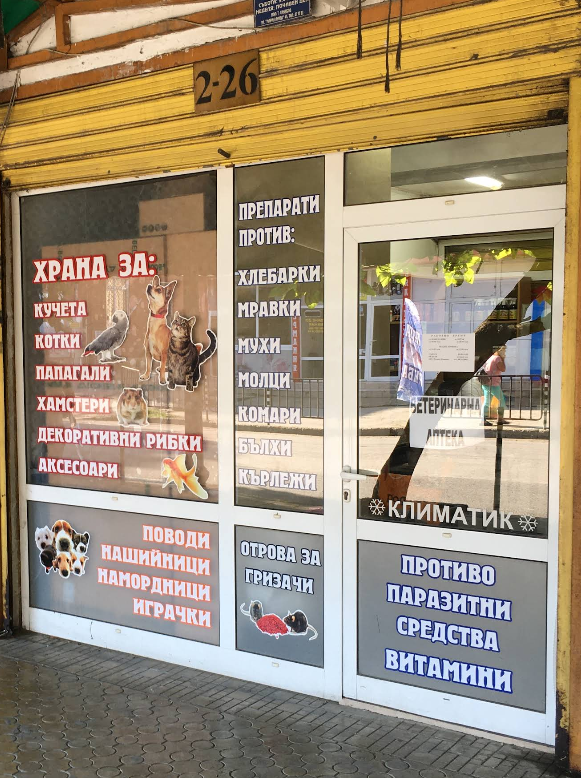 2-26
ХРАНА ЗА:
КУЧЕТА
КОТКИ
ПАПАГАЛИ
ХАМСТЕРИ
ДЕКОРАТИВНИ РИБКИ
АКСЕСОАРИ
ПОВОДИ
НАШИЙНИЦИ
НАМОРДНИЦИ
ИГРАЧКИ
ПРЕПАРАТИ
ПРОТИВ:
ХЛЕБАРКИ
МРАВКИ
МУХИ
МОЛЦИ
КОМАРИ
БЪЛХИ
КЪРЛЕЖИ
ОТРОВА ЗА
ГРИЗАЧИ
ВЕТЕРИНАРНА
АПТЕКА
КЛИМАТИК
ПРОТИВО
ПАРАЗИТНИ
СРЕДСТВА
ВИТАМИНИ